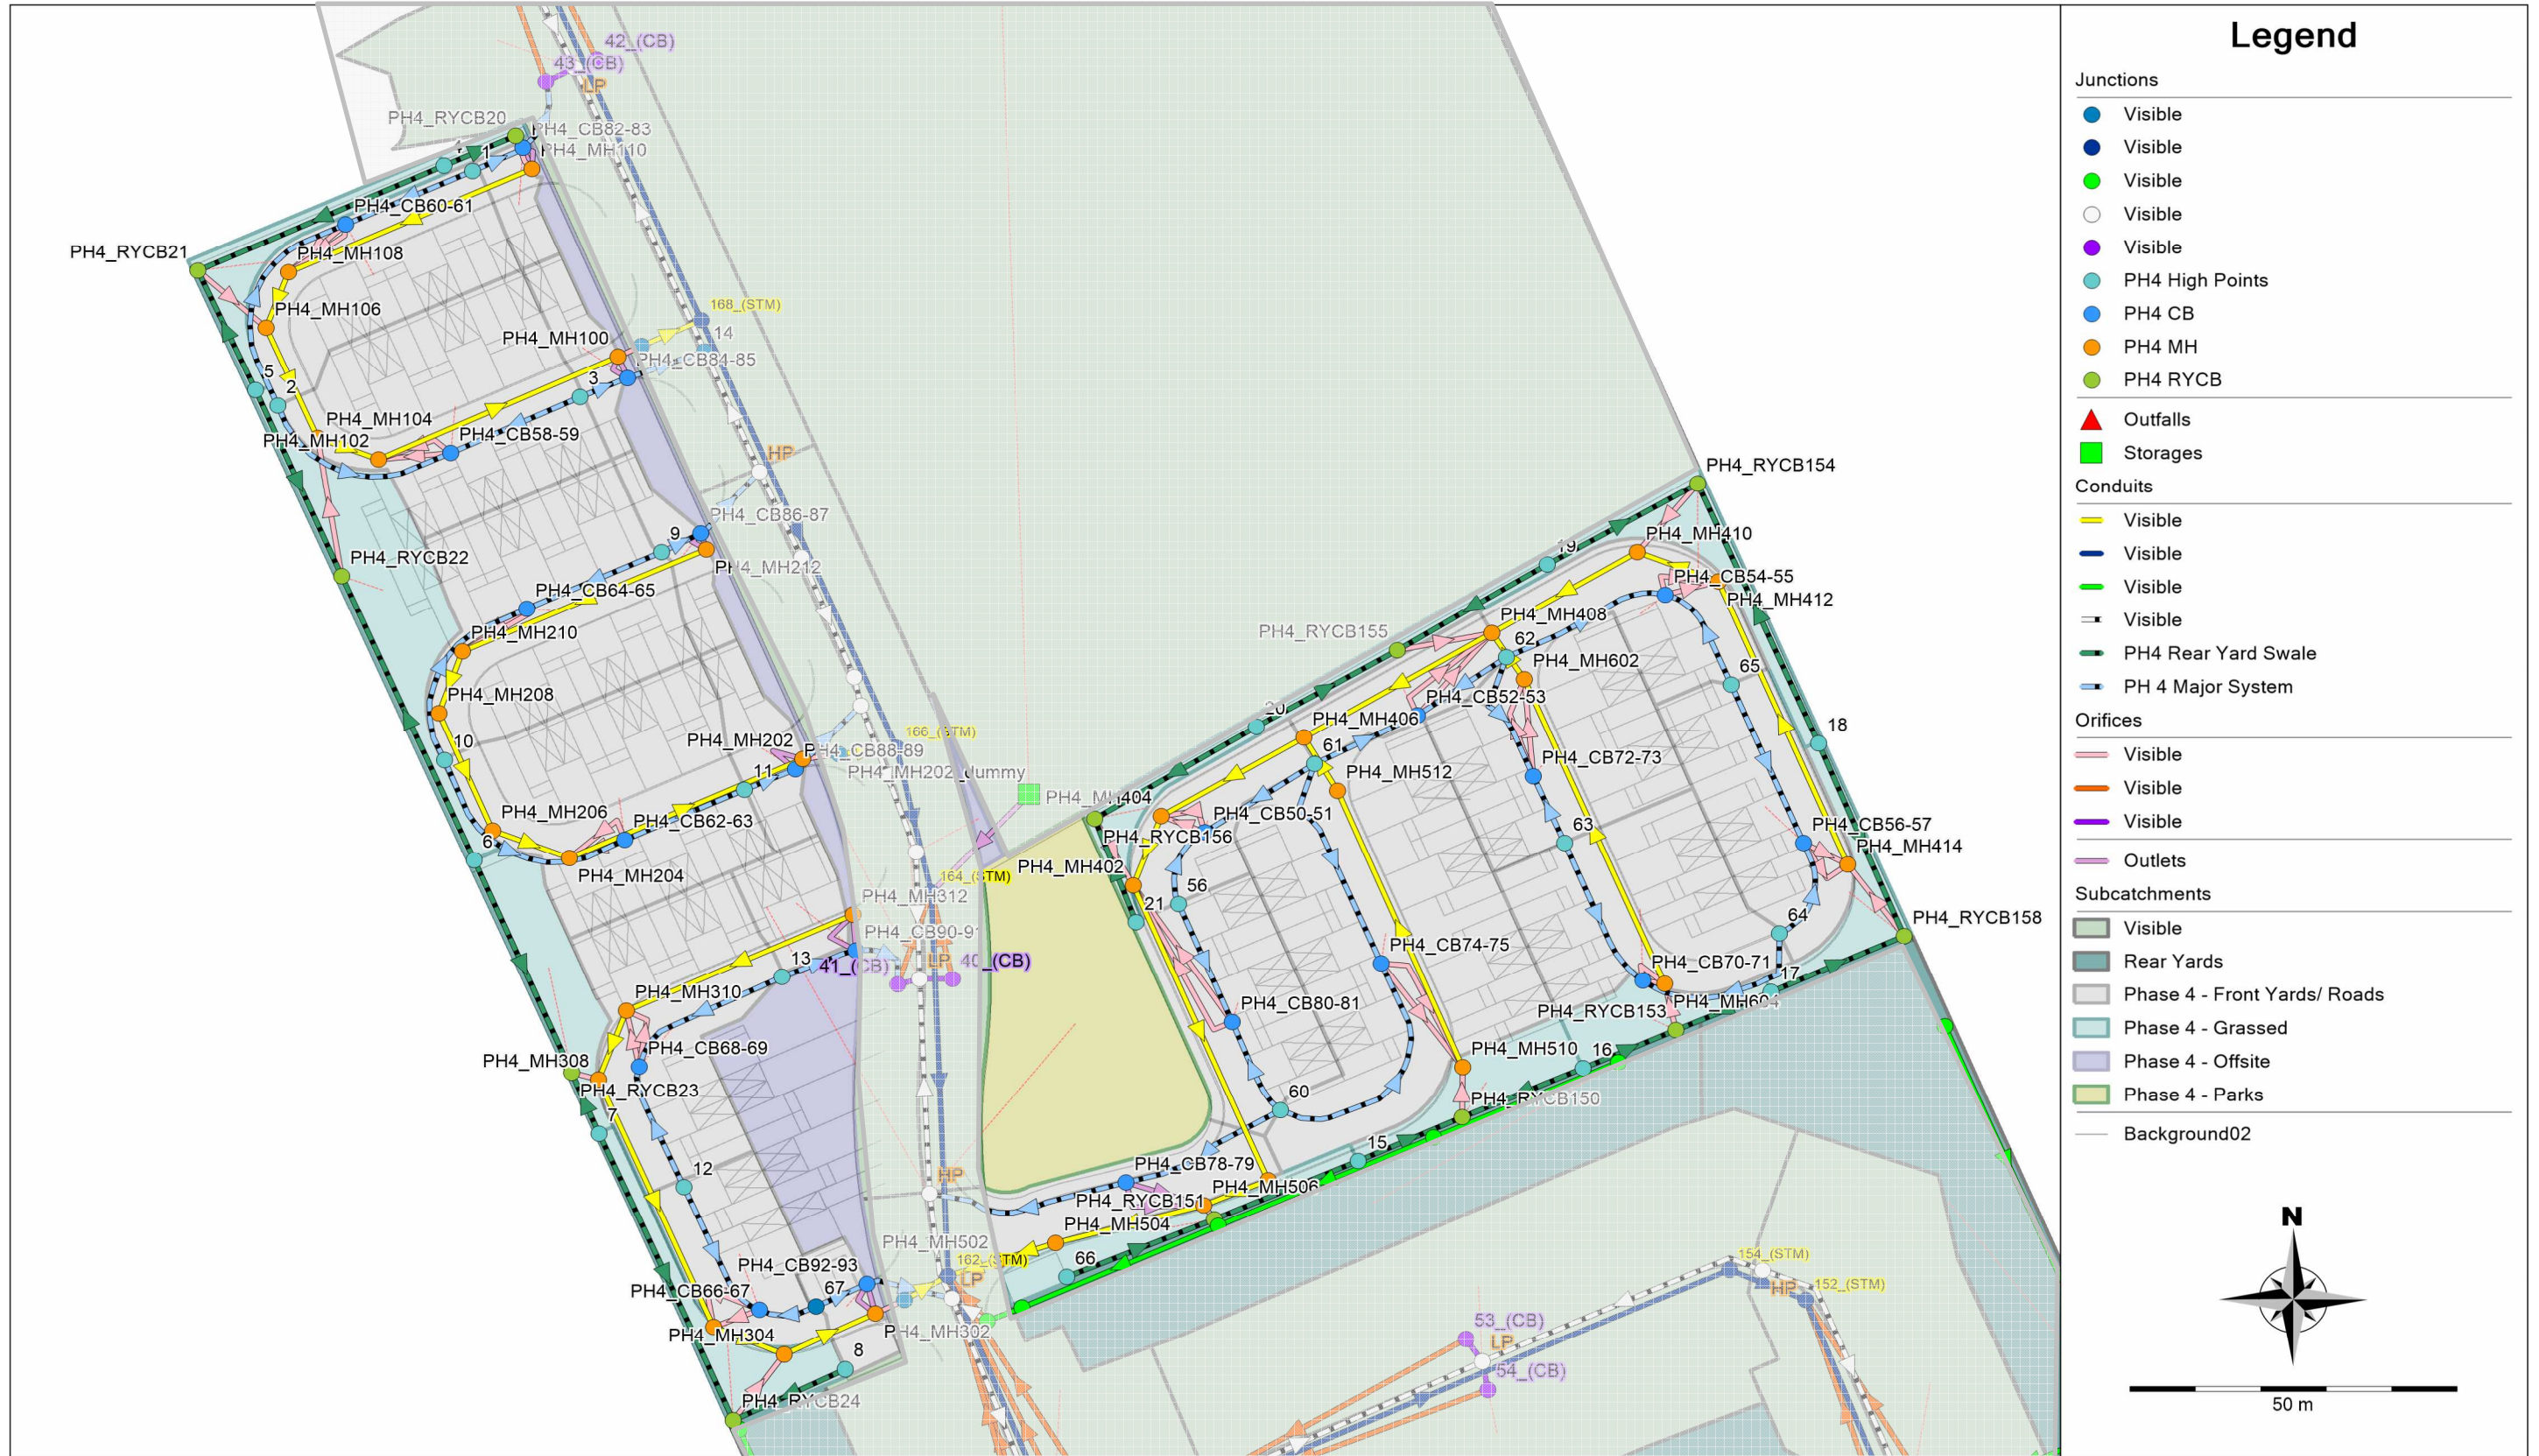 42_(CB)
43_(CB)
LP
PH4_RYCB20
PH4_CB82-83
PH4_MH110
1
PH4_CB60-61
PH4_RYCB21
PH4_MH108
PH4_MH106
168_(STM)
14
PH4_MH100
PH4_CB84-85
5
2
3
PH4_MH104
PH4_MH102
PH4_CB58-59
HP
PH4_CB86-87
9
PH4_RYCB22
PH4_MH212
PH4_CB64-65
PH4_MH210
PH4_MH208
10
PH4_MH202
PH4_CB88-89
166_(STM)
11
PH4_MH202_dummy
PH4_MH206
PH4_CB62-63
6
PH4_MH204
PH4_MH404
PH4_RYCB156
PH4_MH402
164_(STM)
PH4_MH312
PH4_CB90-91
13
41_(CB)
LP
40_(CB)
PH4_MH310
PH4_CB68-69
PH4_MH308
PH4_RYCB23
7
12
HP
PH4_MH502
162_(STM)
LP
PH4_CB92-93
67
PH4_CB66-67
PH4_MH304
PH4_MH302
8
PH4_RYCB24
PH4_RYCB154
PH4_MH410
19
PH4_CB54-55
PH4_MH412
PH4_MH408
PH4_RYCB155
62
PH4_MH602
65
PH4_CB52-53
20
PH4_MH406
61
18
PH4_CB72-73
PH4_MH512
PH4_CB50-51
63
PH4_CB56-57
PH4_MH414
56
21
64
PH4_RYCB158
PH4_CB74-75
PH4_CB70-71
17
PH4_MH604
PH4_RYCB153
PH4_CB80-81
PH4_MH510
16
60
PH4_RYCB150
15
PH4_CB78-79
PH4_MH506
PH4_RYCB151
PH4_MH504
66
154_(STM)
HP
152_(STM)
53_(CB)
LP
54_(CB)
Legend
Junctions
Visible
Visible
Visible
Visible
Visible
PH4 High Points
PH4 CB
PH4 MH
PH4 RYCB
Outfalls
Storages
Conduits
Visible
Visible
Visible
Visible
PH4 Rear Yard Swale
PH 4 Major System
Orifices
Visible
Visible
Visible
Outlets
Subcatchments
Visible
Rear Yards
Phase 4 - Front Yards/ Roads
Phase 4 - Grassed
Phase 4 - Offsite
Phase 4 - Parks
Background02
N
50 m